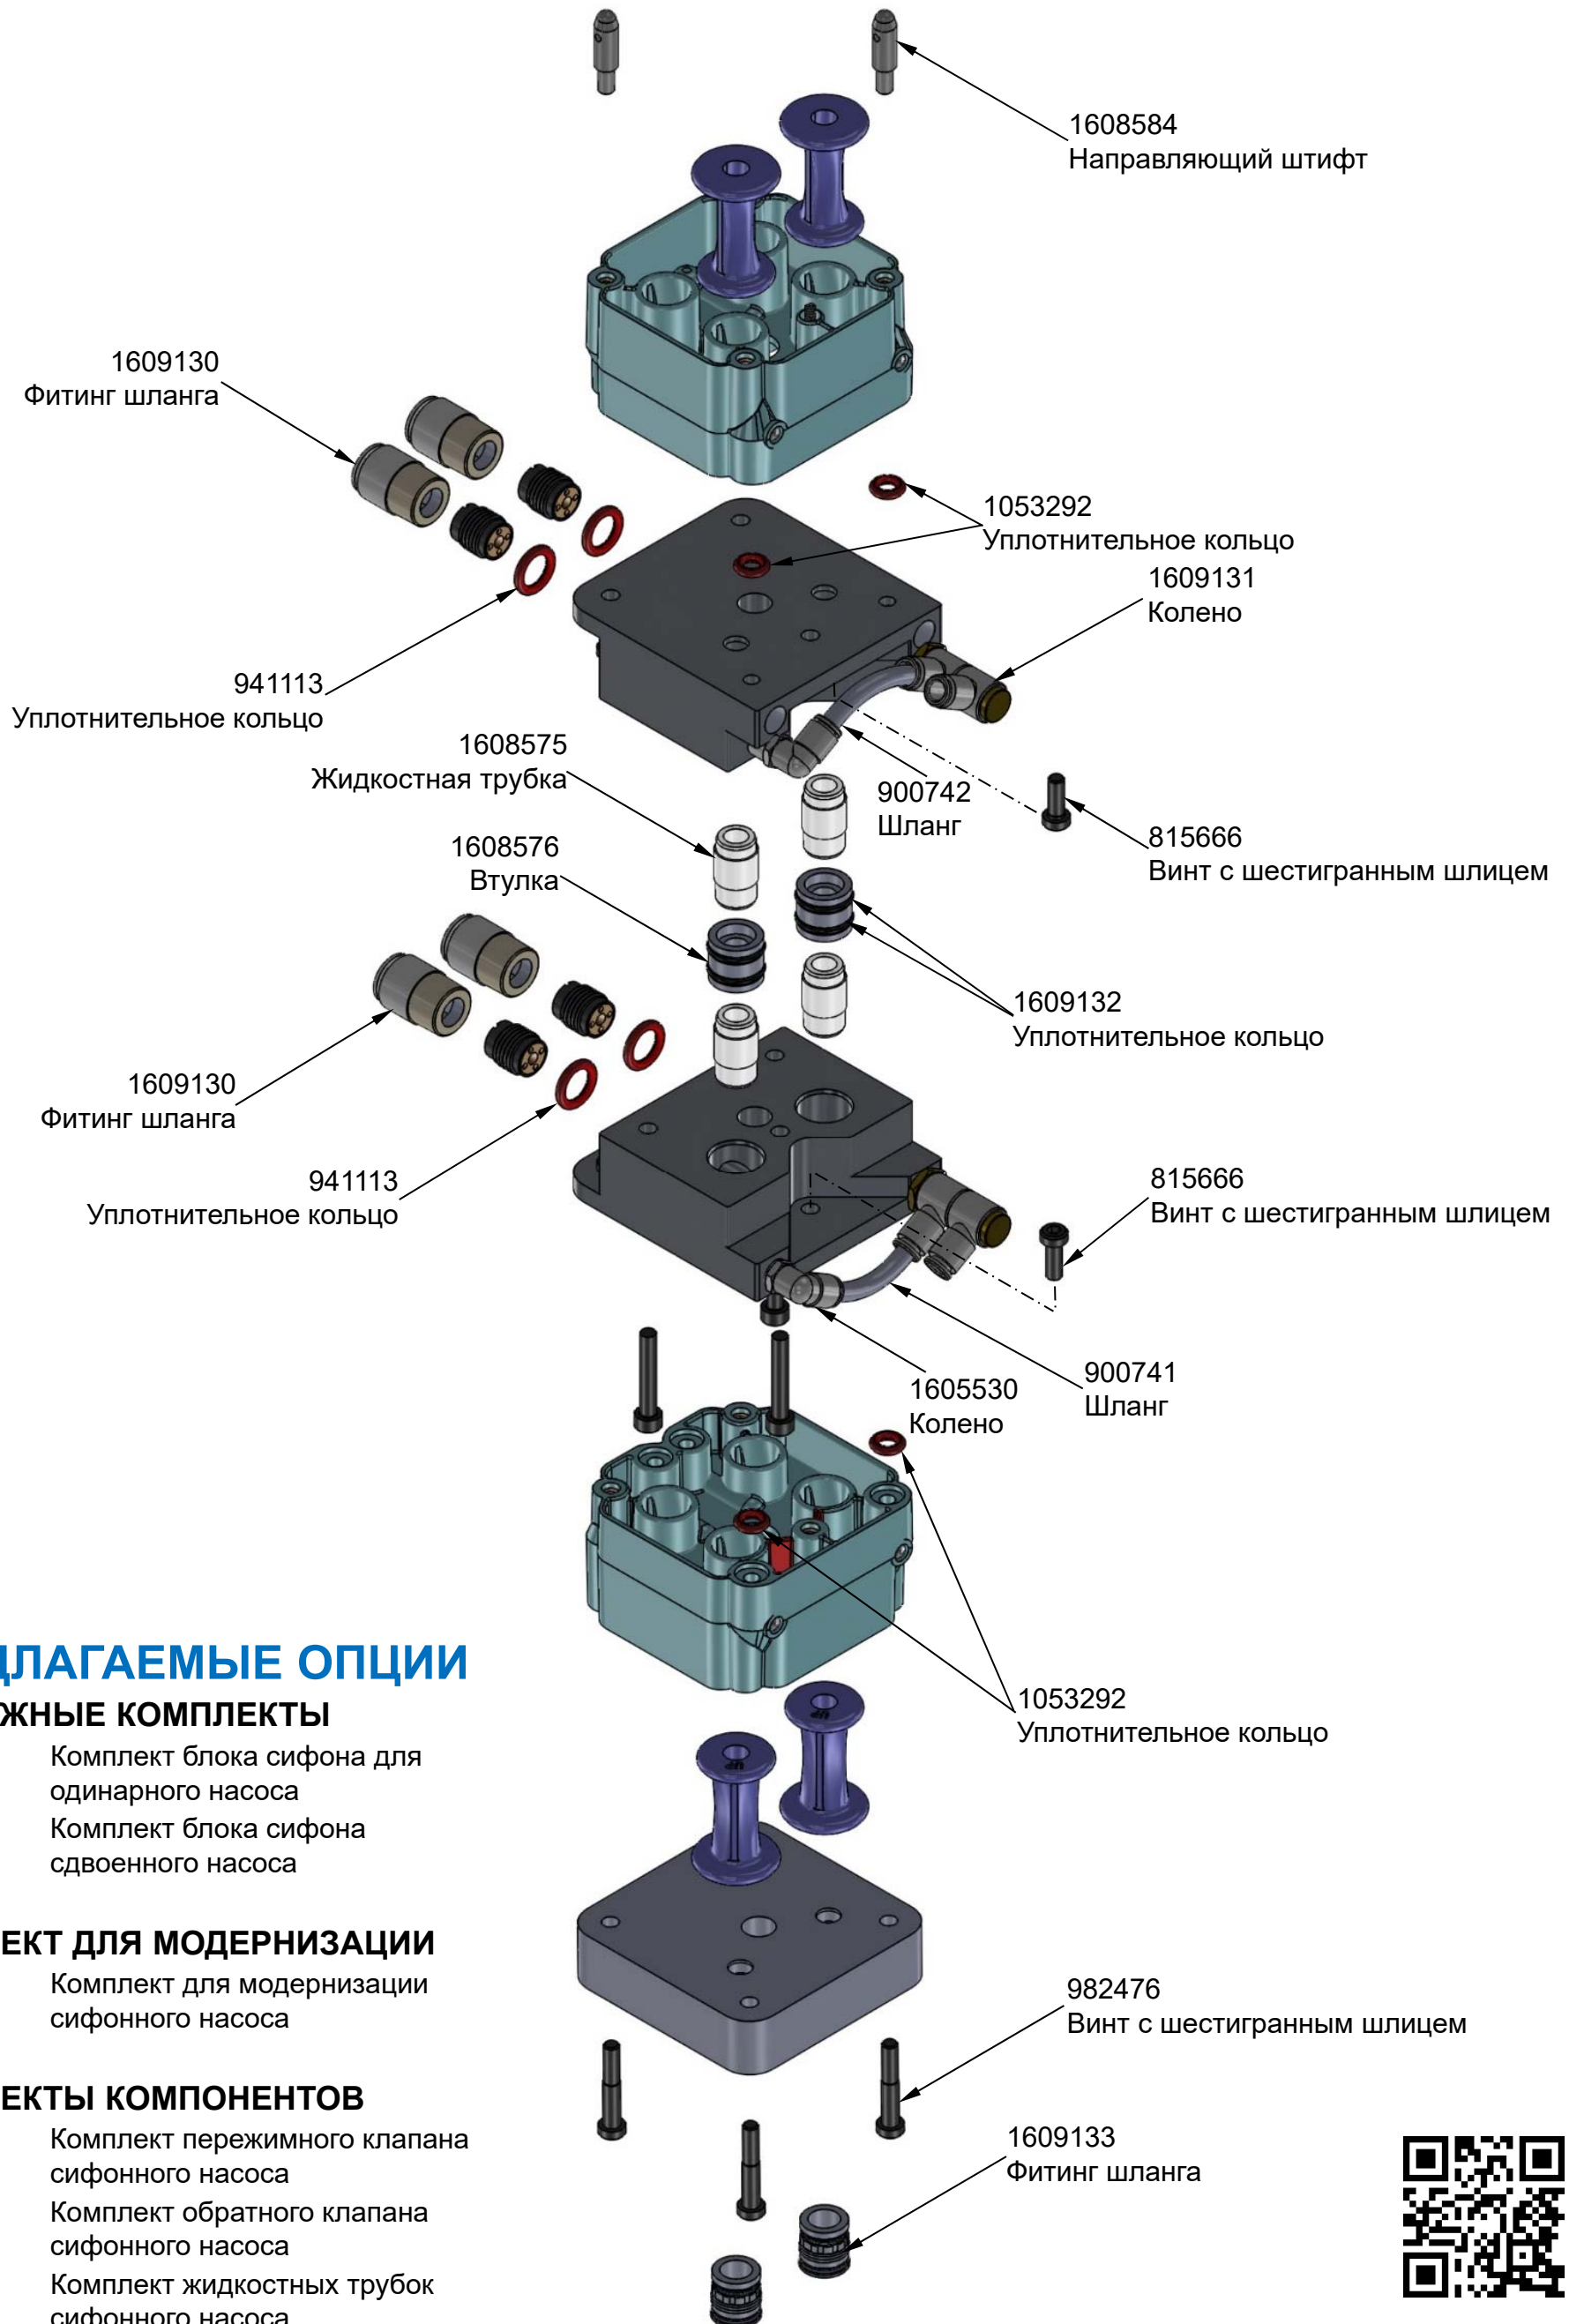 1608584
Направляющий штифт
1609130
Фитинг шланга
1053292
Уплотнительное кольцо
1609131
Колено
941113
Уплотнительное кольцо
1608575
Жидкостная трубка
900742
Шланг
815666
Винт с шестигранным шлицем
1608576
Втулка
1609132
Уплотнительное кольцо
1609130
Фитинг шланга
941113
Уплотнительное кольцо
815666
Винт с шестигранным шлицем
900741
Шланг
1605530
Колено
1053292
Уплотнительное кольцо
ДЛАГАЕМЫЕ ОПЦИИ
ЖНЫЕ КОМПЛЕКТЫ
Комплект блока сифона для
одинарного насоса
Комплект блока сифона
сдвоенного насоса
ЕКТ ДЛЯ МОДЕРНИЗАЦИИ
Комплект для модернизации
сифонного насоса
982476
Винт с шестигранным шлицем
ЕКТЫ КОМПОНЕНТОВ
Комплект пережимного клапана
сифонного насоса
Комплект обратного клапана
сифонного насоса
Комплект жидкостных трубок
сифонного насоса
1609133
Фитинг шланга